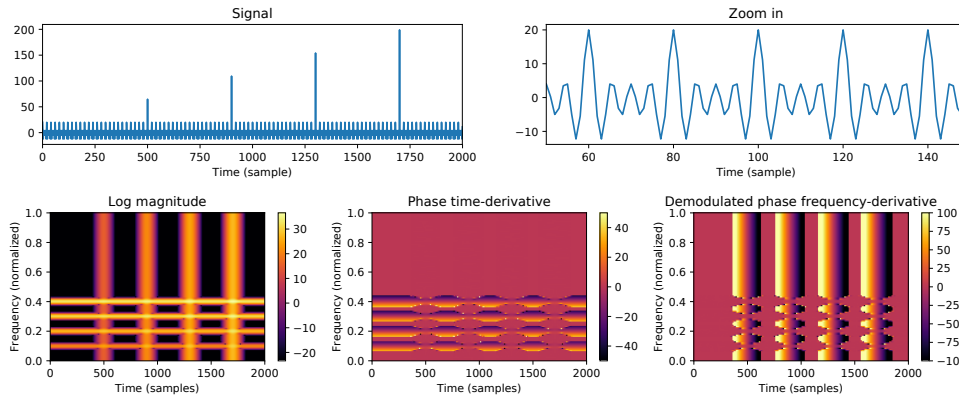 Signal
200
150
100
50
0
0 250 500 750 1000 1250 1500 1750 2000
Time (sample)
Zoom in
20
10
0
−10
60 80 100 120 140
Time (sample)
Log magnitude
Frequency (normalized)
1.0
0.8
0.6
0.4
0.2
0.0
0 500 1000 1500 2000
Time (samples)
30
20
10
0
−10
−20
Phase time-derivative
Frequency (normalized)
1.0
0.8
0.6
0.4
0.2
0.0
0 500 1000 1500 2000
Time (samples)
40
20
0
−20
−40
Demodulated phase frequency-derivative
Frequency (normalized)
1.0
0.8
0.6
0.4
0.2
0.0
0 500 1000 1500 2000
Time (samples)
100
75
50
25
0
−25
−50
−75